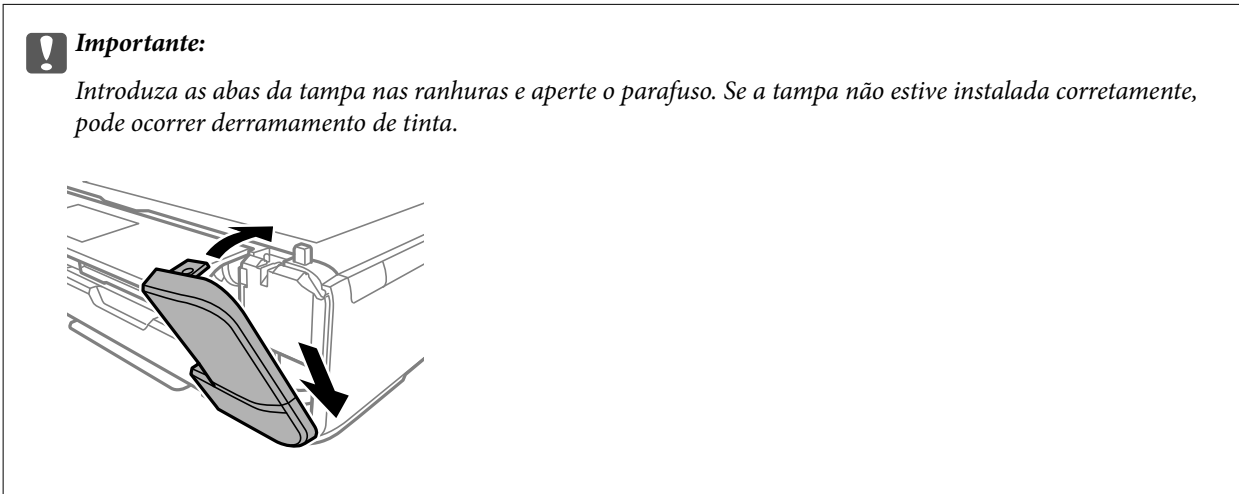 Importante:
Introduza as abas da tampa nas ranhuras e aperte o parafuso. Se a tampa não estive instalada corretamente,
pode ocorrer derramamento de tinta.